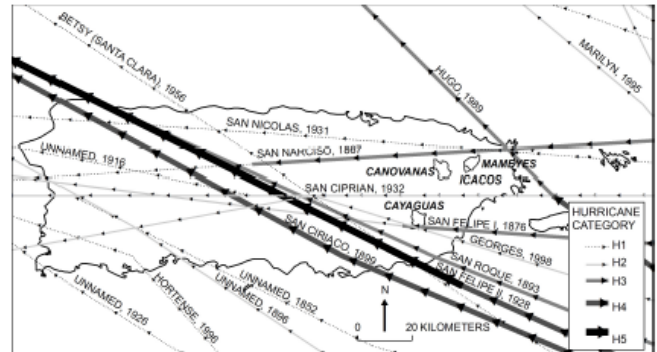 BETSY (SANTA CLARA), 1956
MARILYN, 1995
HUGO, 1989
SAN NICOLAS, 1931
UNNAMED, 1916
SAN NARCISO, 1867
MAMEYES
CANOVANAS
ICACOS
SAN CIPRIAN, 1932
CAYAGUAS
SAN FELIPE I, 1876
HURRICANE
CATEGORY
SAN CIRIACO, 1899
GEORGES, 1998
H1
SAN ROQUE, 1893
H2
SAN FELIPE II, 1928
H3
UNNAMED, 1852
N
HORTENSE, 1996
UNNAMED, 1896
H4
UNNAMED, 1926
0 20 KILOMETERS
H5